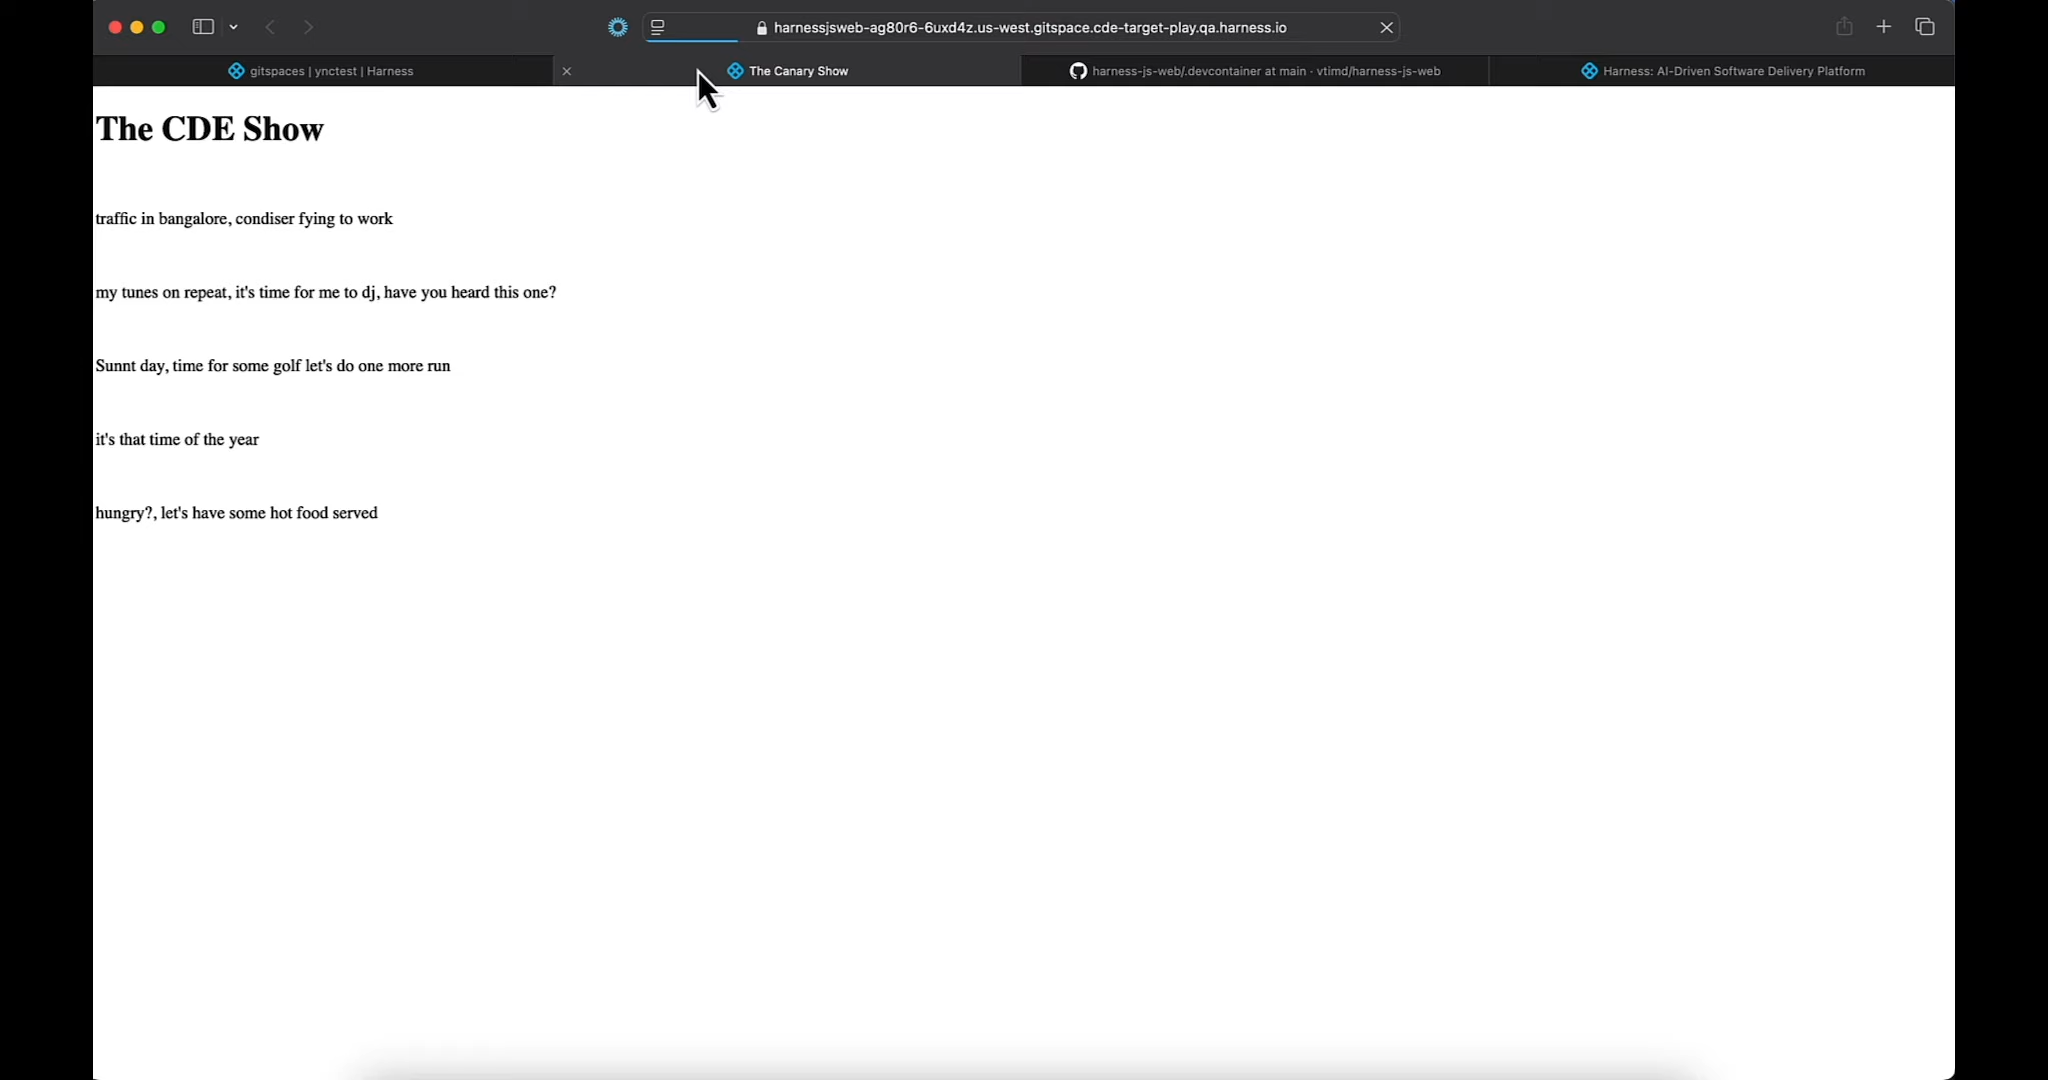 harnessjsweb-ag80r6-6uxd4z.us-west.gitspace.cde-target-play.qa.harness.io
gitspaces | ynctest | Harness
The Canary Show
harness-js-web/.devcontainer at main · vtimd/harness-js-web
Harness: AI-Driven Software Delivery Platform
The CDE Show
traffic in bangalore, condiser fying to work
my tunes on repeat, it's time for me to dj, have you heard this one?
Sunnt day, time for some golf let's do one more run
it's that time of the year
hungry?, let's have some hot food served